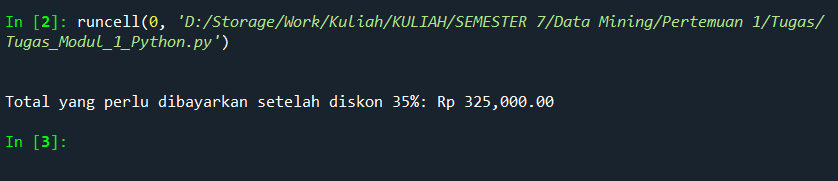 In [2]: runcell(0, 'D:/Storage/Work/Kuliah/KULIAH/SEMESTER 7/Data Mining/Pertemuan 1/Tugas/
Tugas_Modul_1_Python.py')
Total yang perlu dibayarkan setelah diskon 35%: Rp 325,000.00
In [3]: